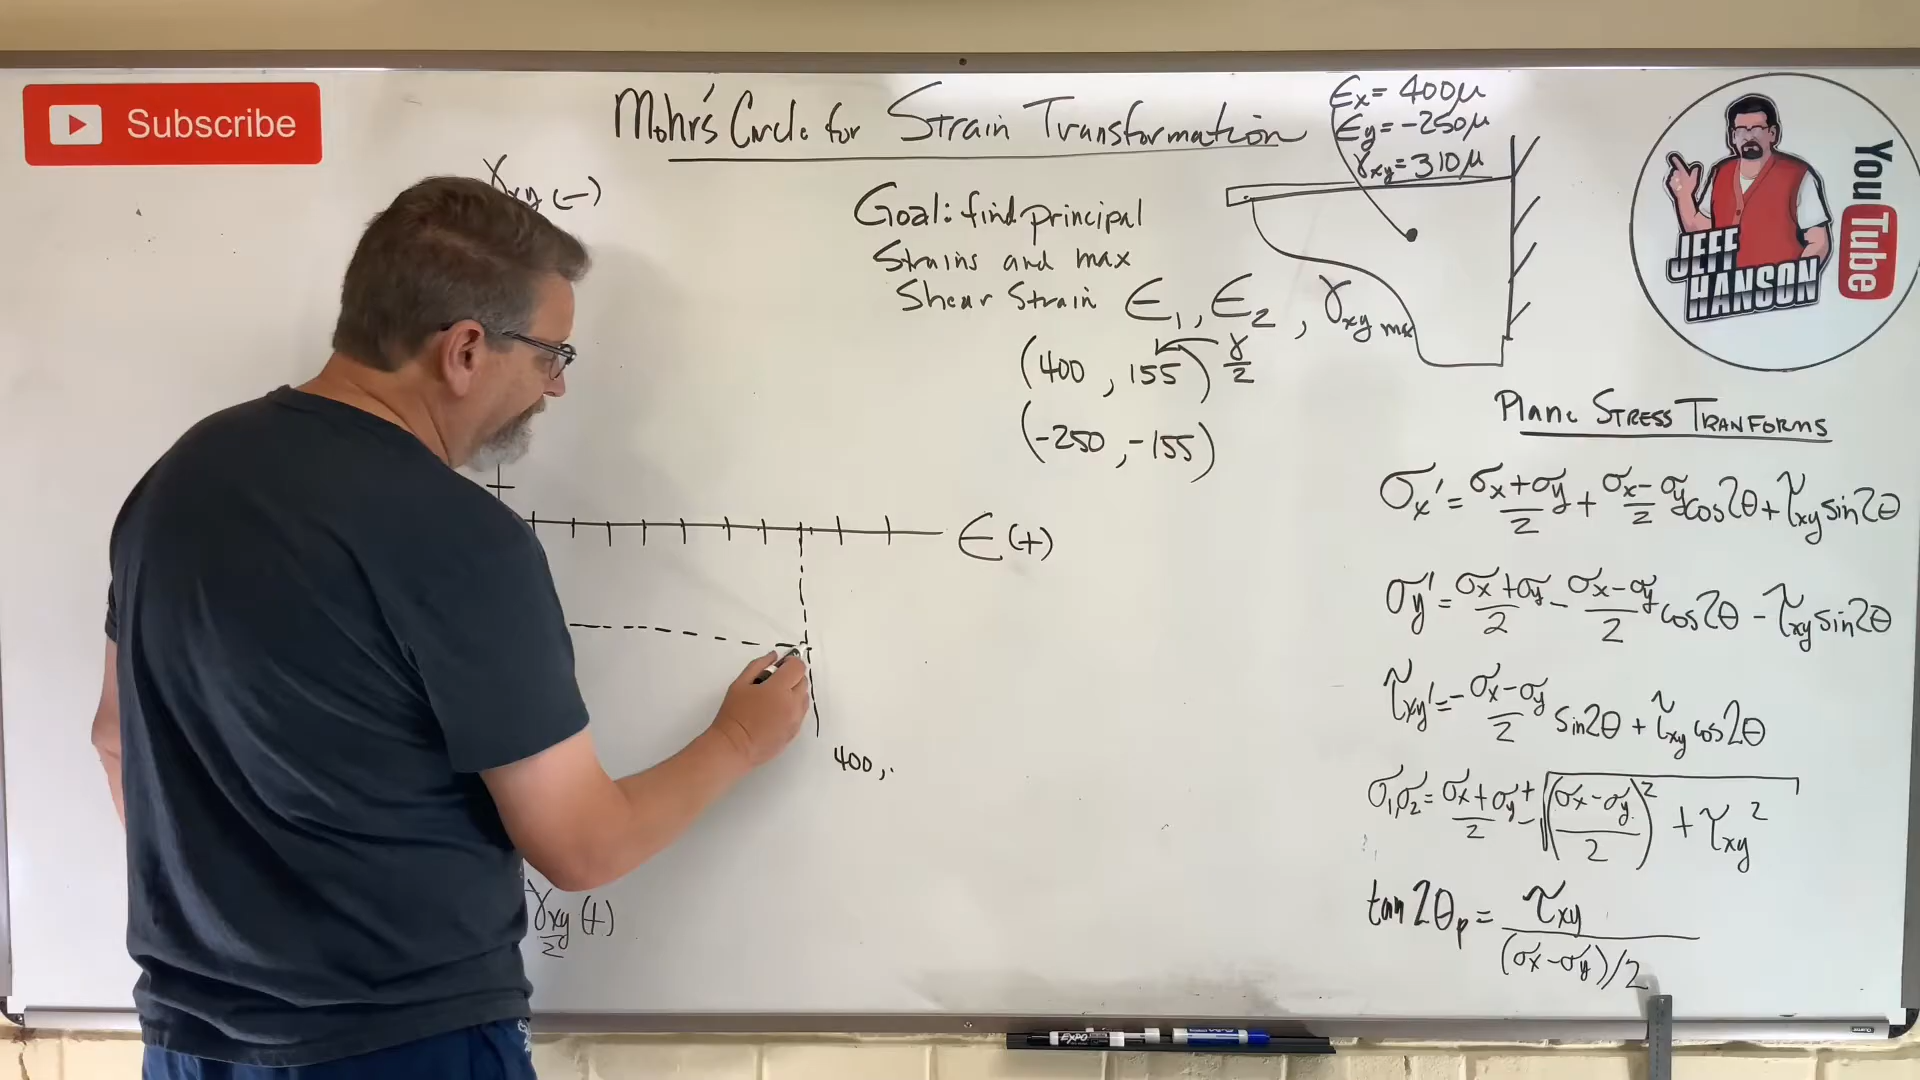 Subscribe
Mohr's Circle for Strain Transformation
ϵx = 400μ
ϵy = -250μ
γxy = 310μ
YouTube
JEFF
HANSON
γxy (-)
Goal: find principal
Strains and max
Shear Strain ϵ1, ϵ2, γxy max
(400, 155) γ/2
(-250, -155)
ϵ (+)
400,
γxy/2 (+)
Plane STRESS TRANFORMS
σx' = (σx+σy)/2 + (σx-σy)/2 cos2θ + τxy sin2θ
σy' = (σx+σy)/2 - (σx-σy)/2 cos2θ - τxy sin2θ
τxy' = -(σx-σy)/2 sin2θ + τxy cos2θ
σ1,σ2 = (σx+σy)/2 ± √(((σx-σy)/2)² + τxy²)
tan2θp = τxy/((σx-σy)/2)
EXPO